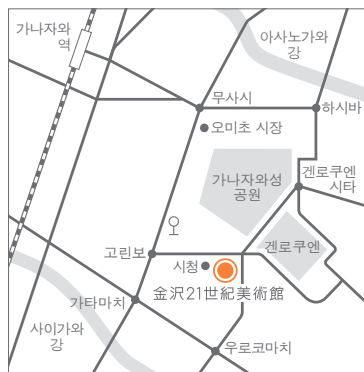 가나자와
역
아사노가와
강
무사시
하시바
오미초 시장
가나자와성
공원
겐로쿠엔
시타
고린보
겐로쿠엔
시청
金沢21世紀美術館
가타마치
사이가와
강
우로코마치